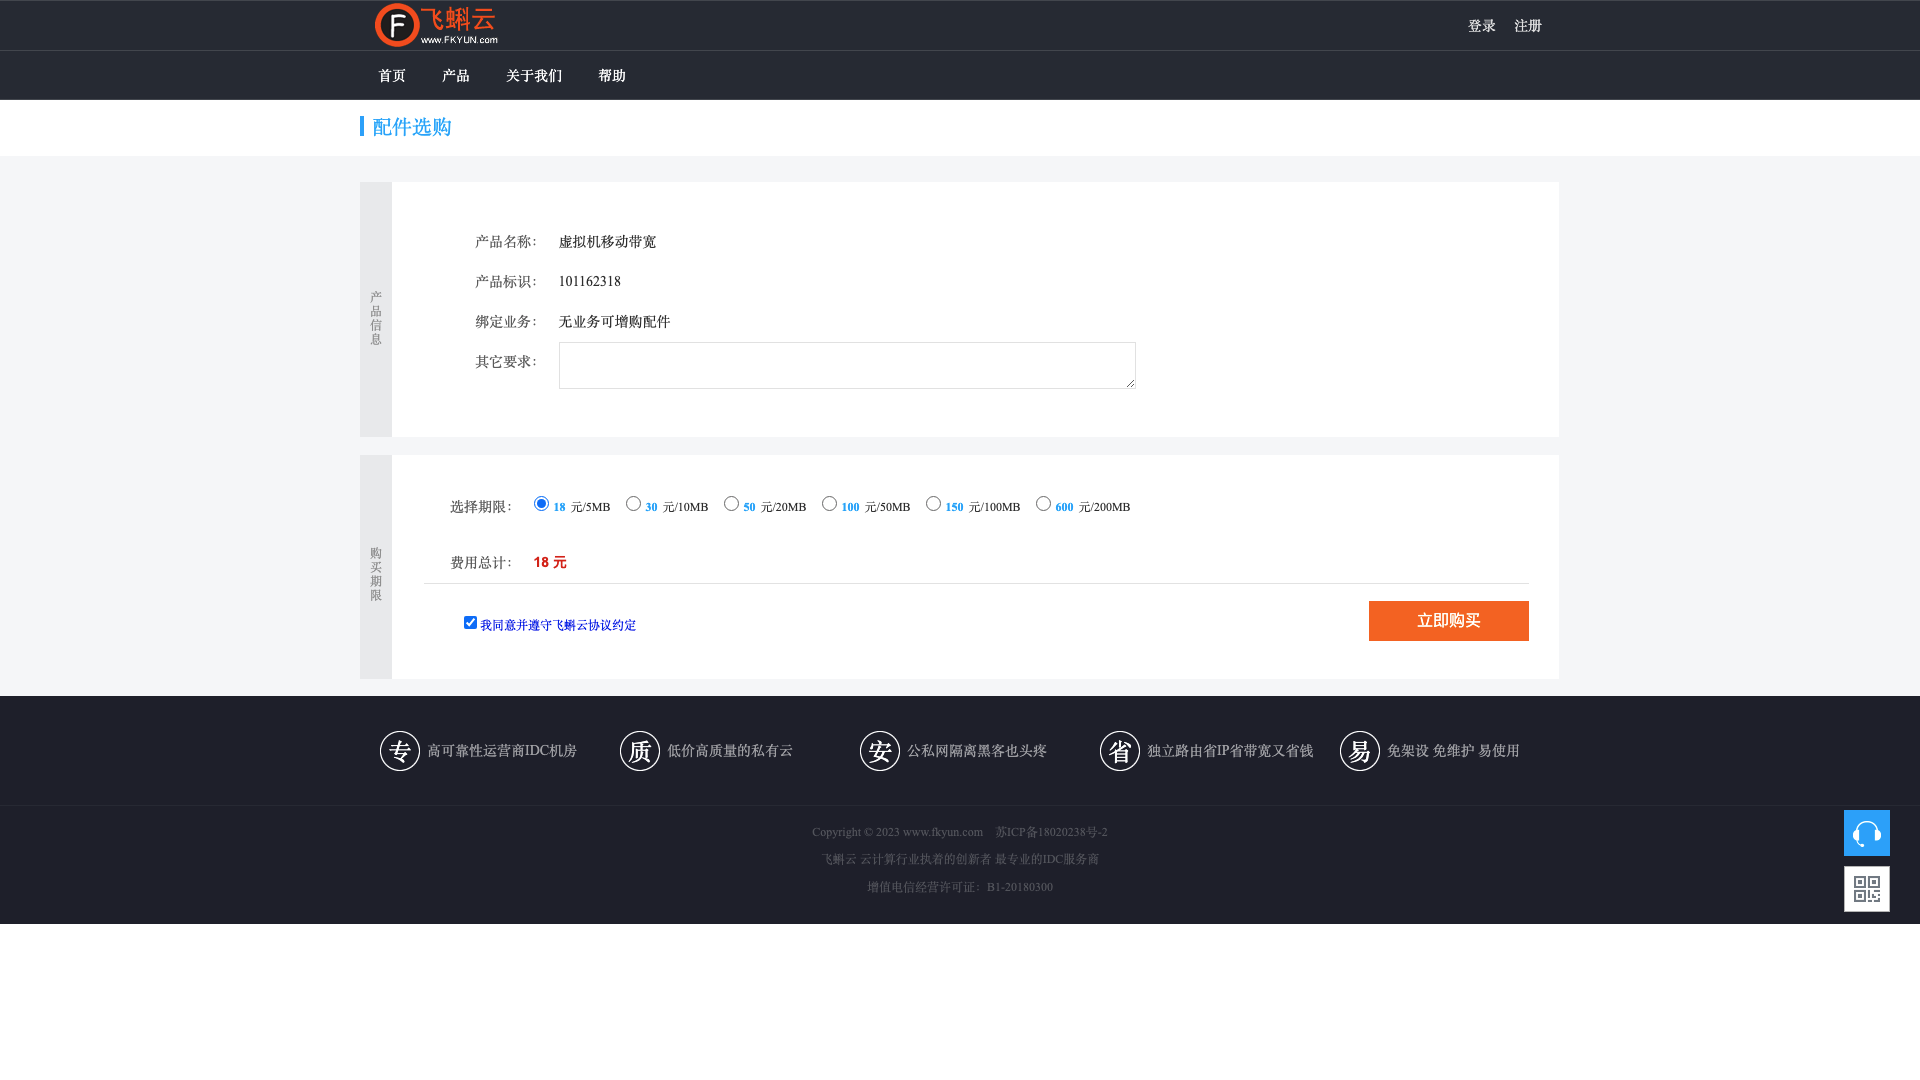 F 飞蝌云
www.FKYUN.com
登录 注册
首页 产品 关于我们 帮助
配件选购
产品信息
产品名称： 虚拟机移动带宽
产品标识： 101162318
绑定业务： 无业务可增购配件
其它要求：
购买期限
选择期限： 18 元/5MB 30 元/10MB 50 元/20MB 100 元/50MB 150 元/100MB 600 元/200MB
费用总计： 18 元
我同意并遵守飞蝌云协议约定
立即购买
专 高可靠性运营商IDC机房 质 低价高质量的私有云 安 公私网隔离黑客也头疼 省 独立路由省IP省带宽又省钱 易 免架设 免维护 易使用
Copyright © 2023 www.fkyun.com 苏ICP备18020238号-2
飞蝌云 云计算行业执着的创新者 最专业的IDC服务商
增值电信经营许可证：B1-20180300